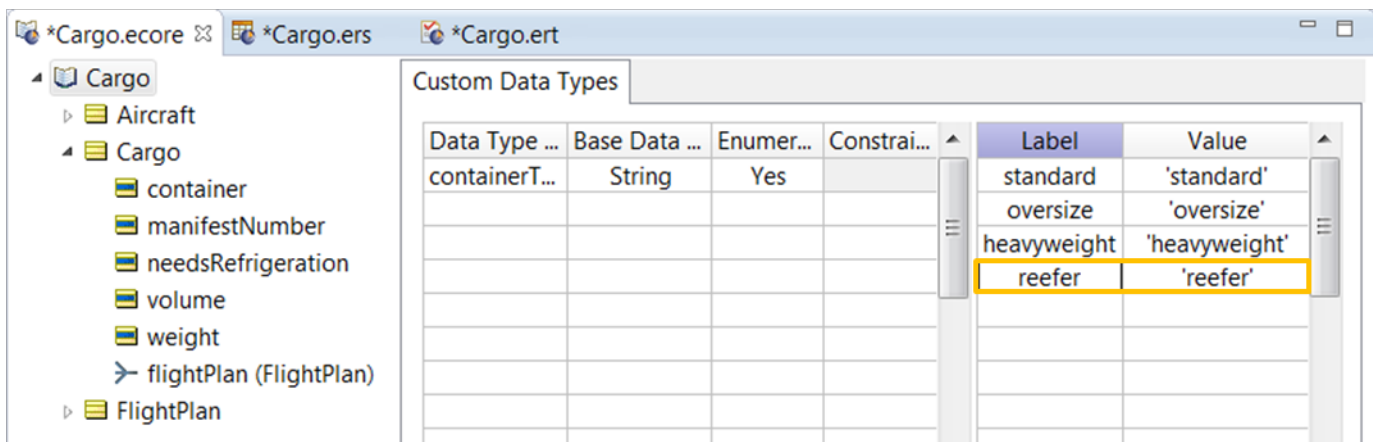 *Cargo.ecore *Cargo.ers *Cargo.ert
Cargo
Aircraft
Cargo
container
manifestNumber
needsRefrigeration
volume
weight
flightPlan (FlightPlan)
FlightPlan
Custom Data Types
Data Type ... Base Data ... Enumer... Constrai...
containerT... String Yes
Label Value
standard 'standard'
oversize 'oversize'
heavyweight 'heavyweight'
reefer 'reefer'